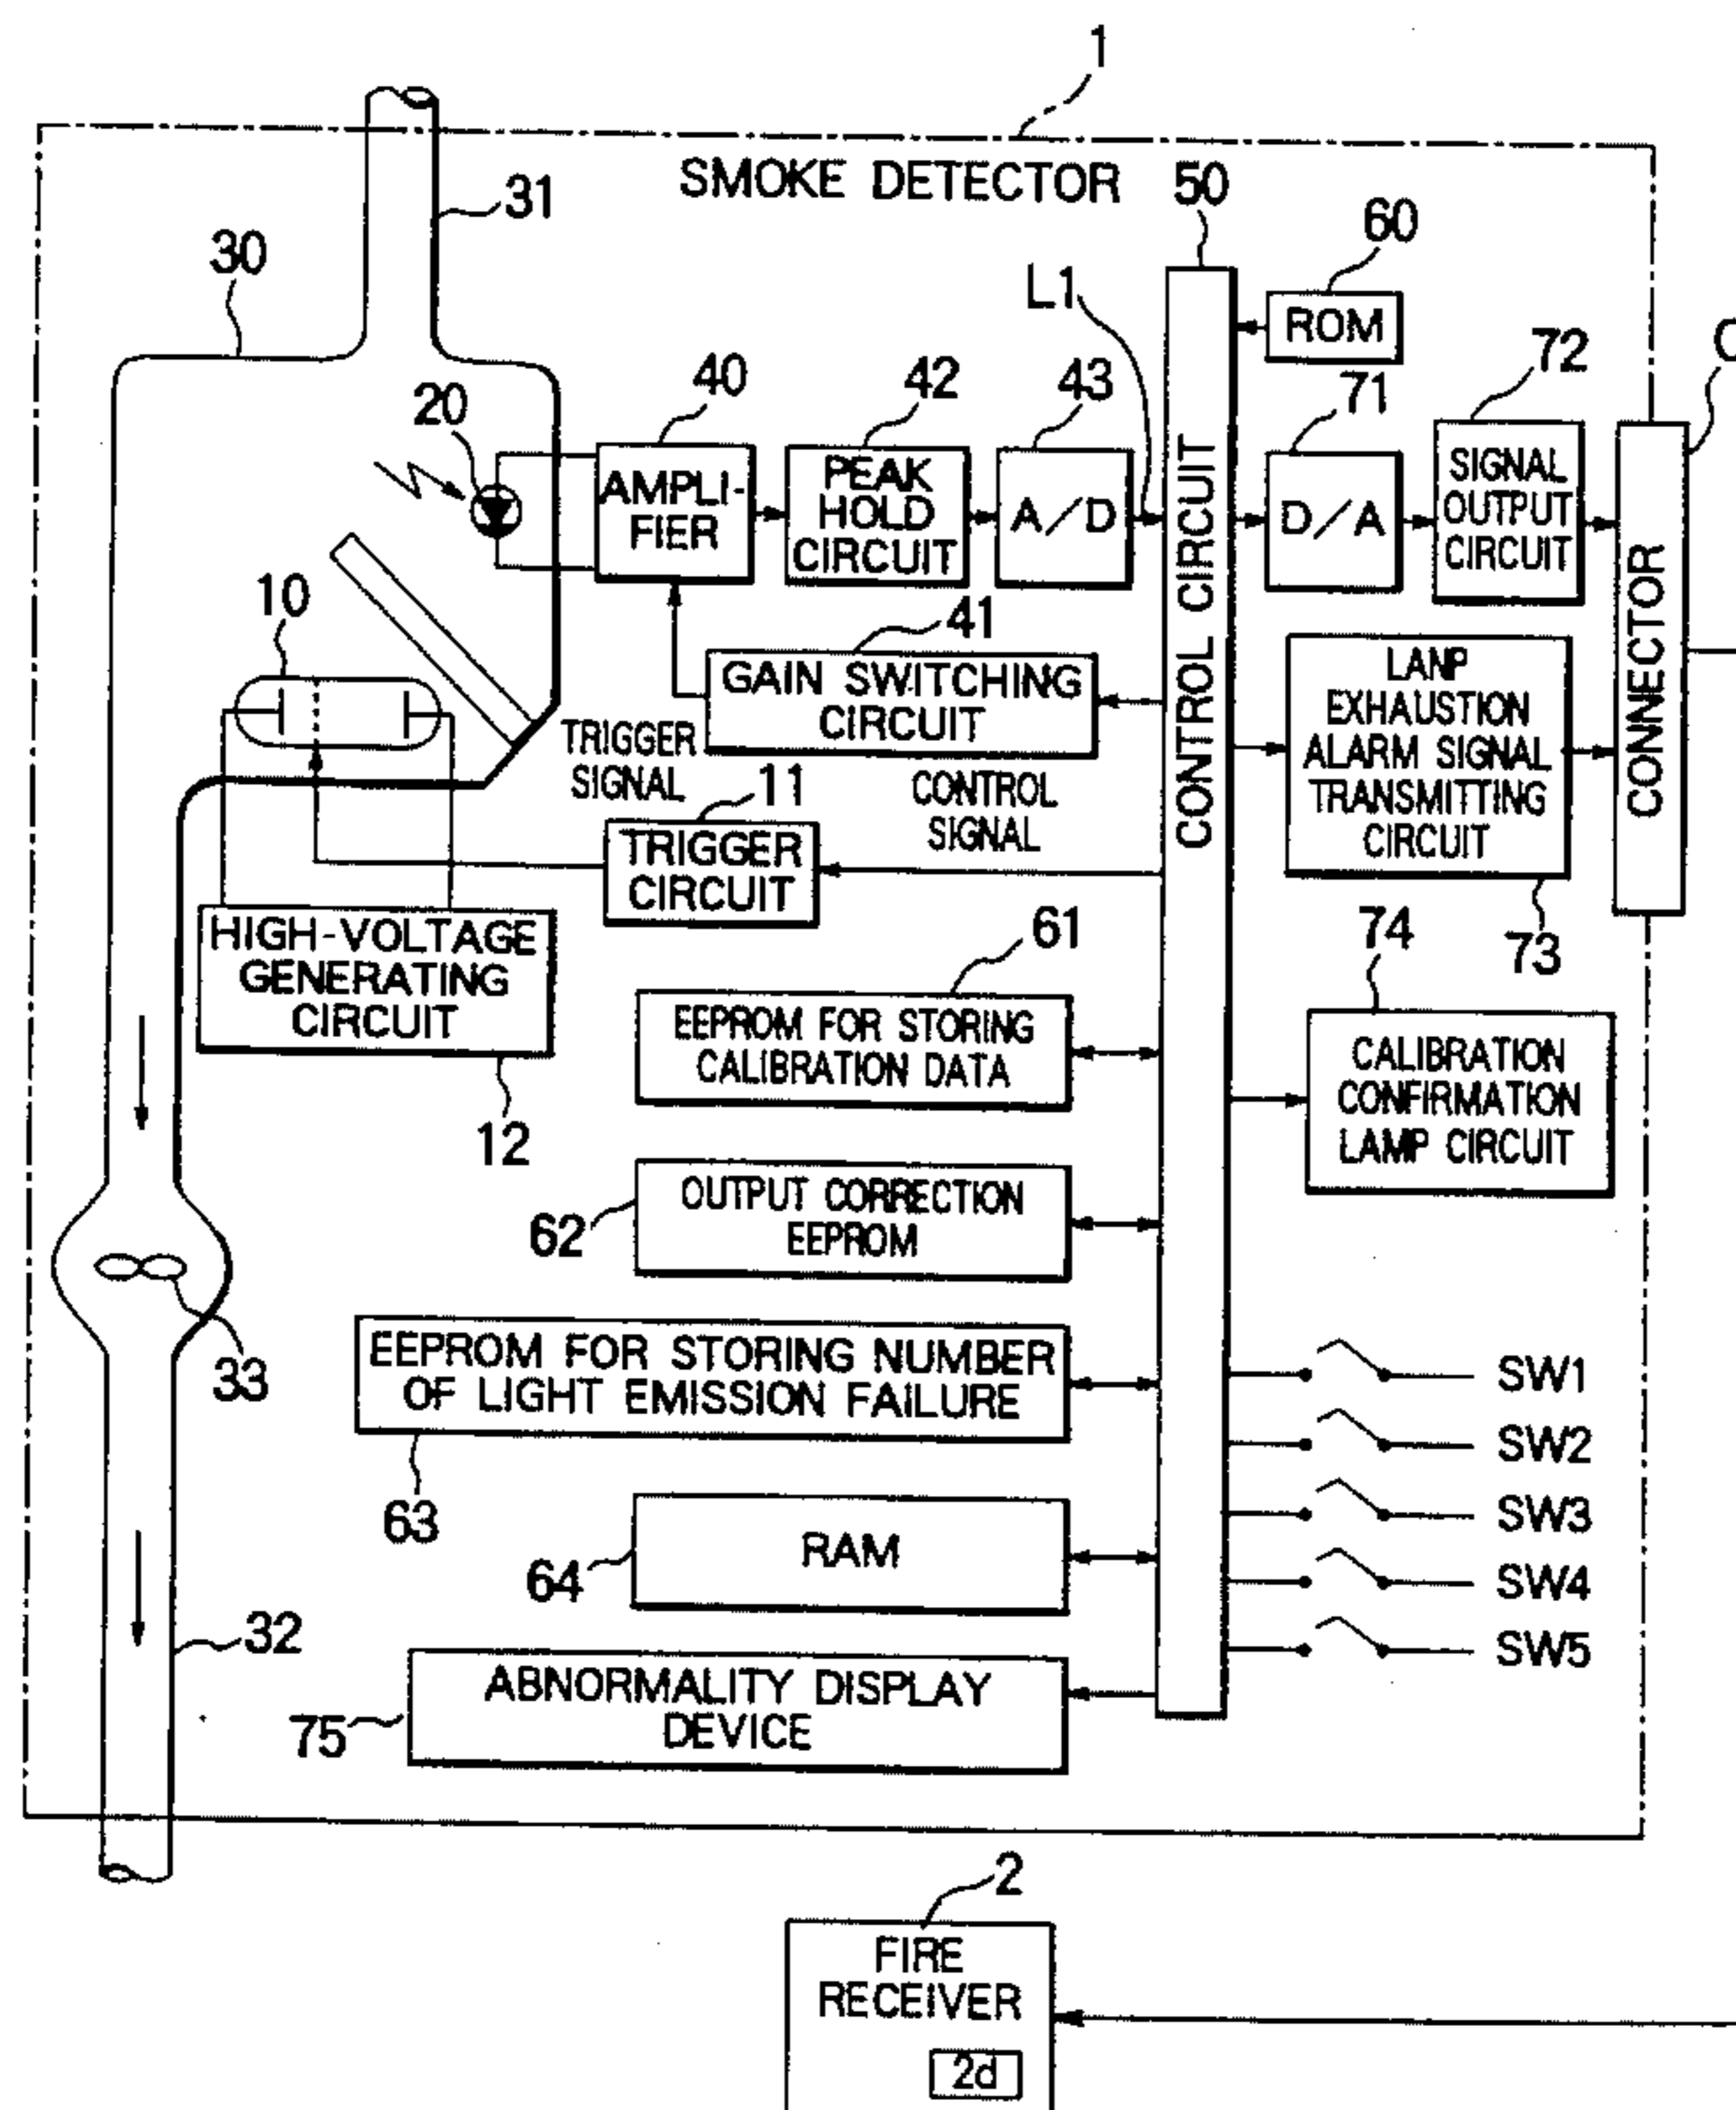 1
SMOKE DETECTOR
50
31
60
30
L1
ROM
72
40
42
43
71
20
AMPLI-
FIER
PEAK
HOLD
CIRCUIT
A/D
CONTROL CIRCUIT
D/A
SIGNAL
OUTPUT
CIRCUIT
CONNECTOR
10
41
GAIN SWITCHING
CIRCUIT
LANP
EXHAUSTION
ALARM SIGNAL
TRANSMITTING
CIRCUIT
TRIGGER
SIGNAL
11
CONTROL
SIGNAL
TRIGGER
CIRCUIT
73
HIGH-VOLTAGE
GENERATING
CIRCUIT
12
61
74
EEPROM FOR STORING
CALIBRATION DATA
CALIBRATION
CONFIRMATION
LAMP CIRCUIT
62
OUTPUT CORRECTION
EEPROM
33
EEPROM FOR STORING NUMBER
OF LIGHT EMISSION FAILURE
63
SW1
SW2
SW3
SW4
SW5
RAM
64
32
ABNORMALITY DISPLAY
DEVICE
75
2
FIRE
RECEIVER
2d